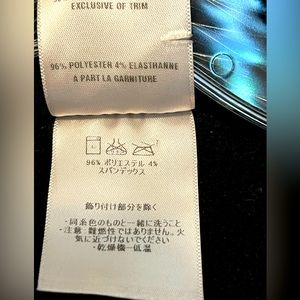 EXCLUSIVE OF TRIM
96% POLYESTER 4% ELASTHANNE
A PART LA GARNITURE
96% ポリエステル 4%
スパンデックス
飾り付け部分を除く
・同系色のものと一緒に洗うこと
・注意 難燃性ではありません。火
気に近づけないでください
・乾燥機一低温